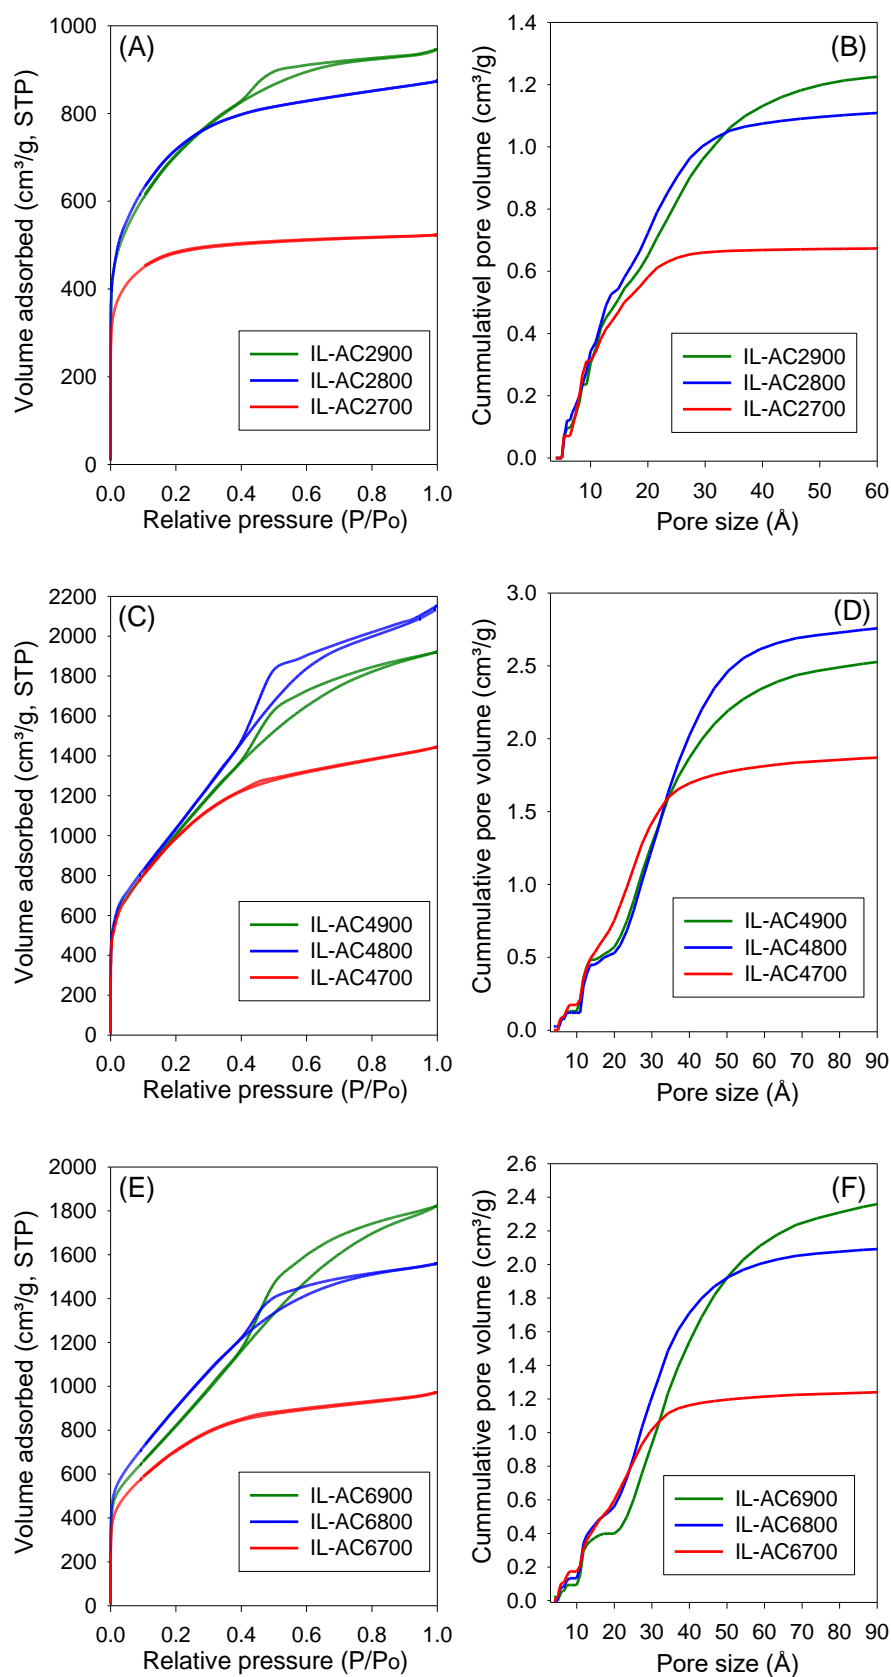 (A)
Volume adsorbed (cm³/g, STP)
1000
800
600
400
200
0
IL-AC2900
IL-AC2800
IL-AC2700
0.0 0.2 0.4 0.6 0.8 1.0
Relative pressure (P/Po)
(B)
Cummulativel pore volume (cm³/g)
1.4
1.2
1.0
0.8
0.6
0.4
0.2
0.0
IL-AC2900
IL-AC2800
IL-AC2700
10 20 30 40 50 60
Pore size (Å)
(C)
Volume adsorbed (cm³/g, STP)
2200
2000
1800
1600
1400
1200
1000
800
600
400
200
0
IL-AC4900
IL-AC4800
IL-AC4700
0.0 0.2 0.4 0.6 0.8 1.0
Relative pressure (P/Po)
(D)
Cummulative pore volume (cm³/g)
3.0
2.5
2.0
1.5
1.0
0.5
0.0
IL-AC4900
IL-AC4800
IL-AC4700
10 20 30 40 50 60 70 80 90
Pore size (Å)
(E)
Volume adsorbed (cm³/g, STP)
2000
1800
1600
1400
1200
1000
800
600
400
200
0
IL-AC6900
IL-AC6800
IL-AC6700
0.0 0.2 0.4 0.6 0.8 1.0
Relative pressure (P/Po)
(F)
Cummulative pore volume (cm³/g)
2.6
2.4
2.2
2.0
1.8
1.6
1.4
1.2
1.0
0.8
0.6
0.4
0.2
0.0
IL-AC6900
IL-AC6800
IL-AC6700
10 20 30 40 50 60 70 80 90
Pore size (Å)